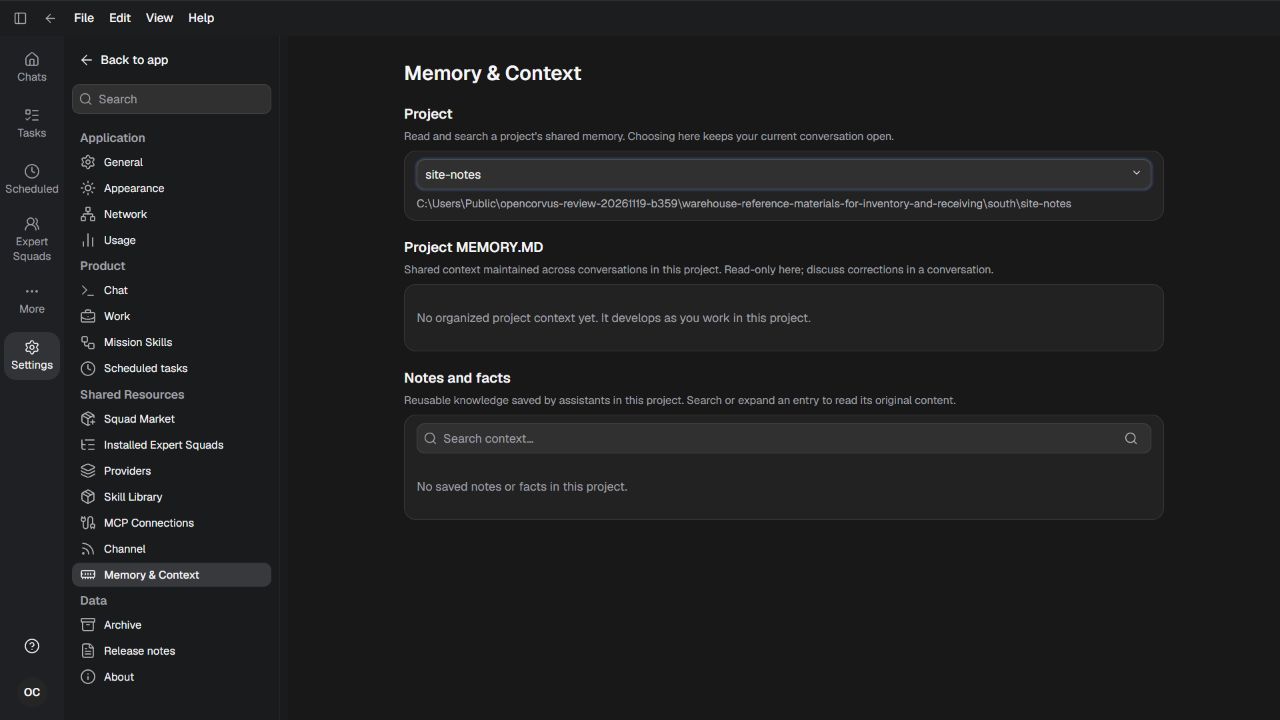 File Edit View Help
Chats
Tasks
Scheduled
Expert
Squads
More
Settings
OC
Back to app
Search
Application
General
Appearance
Network
Usage
Product
Chat
Work
Mission Skills
Scheduled tasks
Shared Resources
Squad Market
Installed Expert Squads
Providers
Skill Library
MCP Connections
Channel
Memory & Context
Data
Archive
Release notes
About
Memory & Context
Project
Read and search a project's shared memory. Choosing here keeps your current conversation open.
site-notes
C:\Users\Public\opencorvus-review-20261119-b359\warehouse-reference-materials-for-inventory-and-receiving\south\site-notes
Project MEMORY.MD
Shared context maintained across conversations in this project. Read-only here; discuss corrections in a conversation.
No organized project context yet. It develops as you work in this project.
Notes and facts
Reusable knowledge saved by assistants in this project. Search or expand an entry to read its original content.
Search context...
No saved notes or facts in this project.